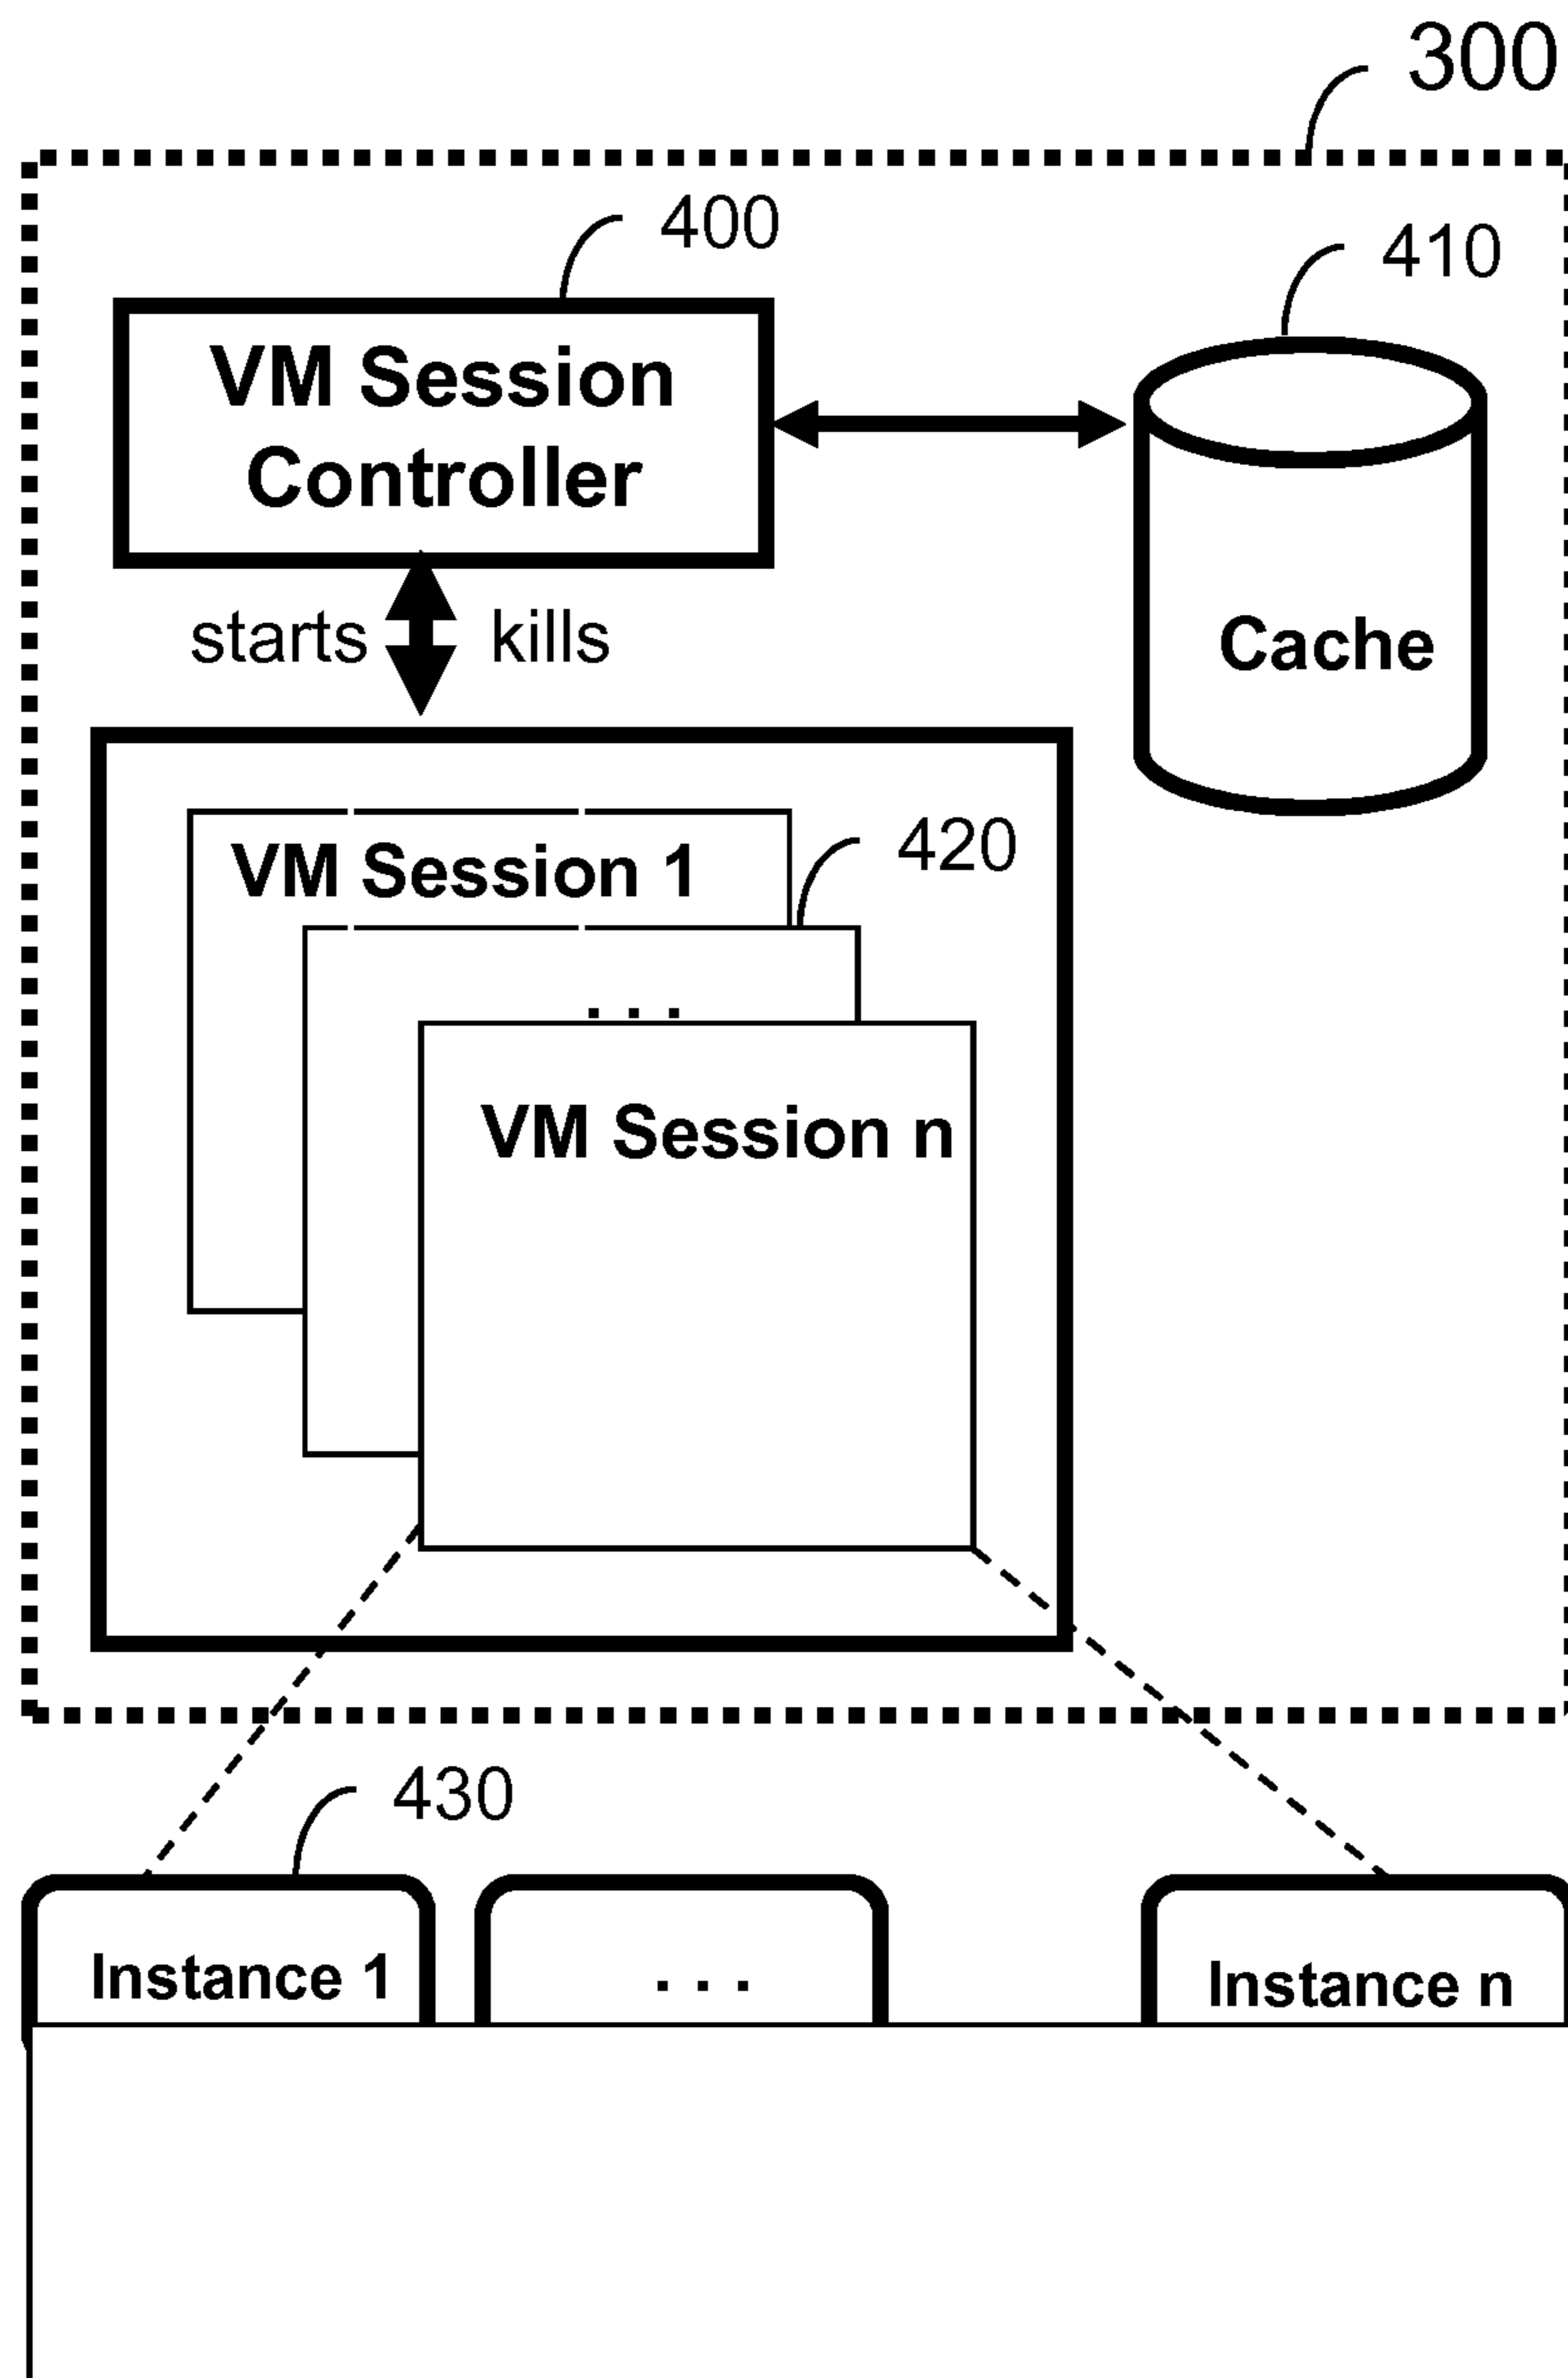 300
400
410
VM Session
Controller
starts kills
Cache
VM Session 1
420
. . .
VM Session n
430
Instance 1
. . .
Instance n